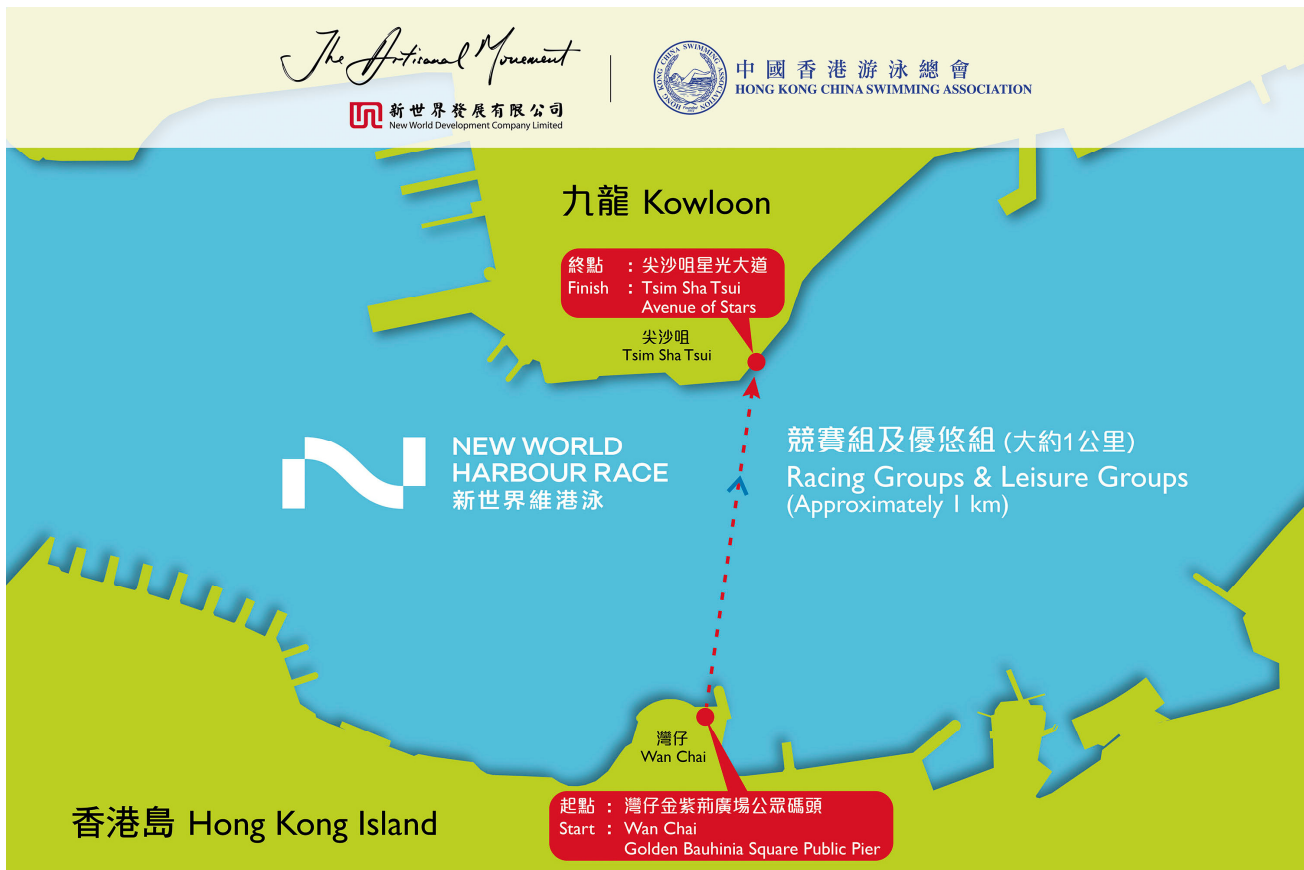 The Artisanal Movement
新世界發展有限公司
New World Development Company Limited
HONG KONG CHINA SWIMMING ASSOCIATION
中國香港游泳總會
HONG KONG CHINA SWIMMING ASSOCIATION
九龍 Kowloon
終點 : 尖沙咀星光大道
Finish : Tsim Sha Tsui
Avenue of Stars
尖沙咀
Tsim Sha Tsui
NEW WORLD
HARBOUR RACE
新世界維港泳
競賽組及優悠組 (大約1公里)
Racing Groups & Leisure Groups
(Approximately 1 km)
灣仔
Wan Chai
起點 : 灣仔金紫荊廣場公眾碼頭
Start : Wan Chai
Golden Bauhinia Square Public Pier
香港島 Hong Kong Island